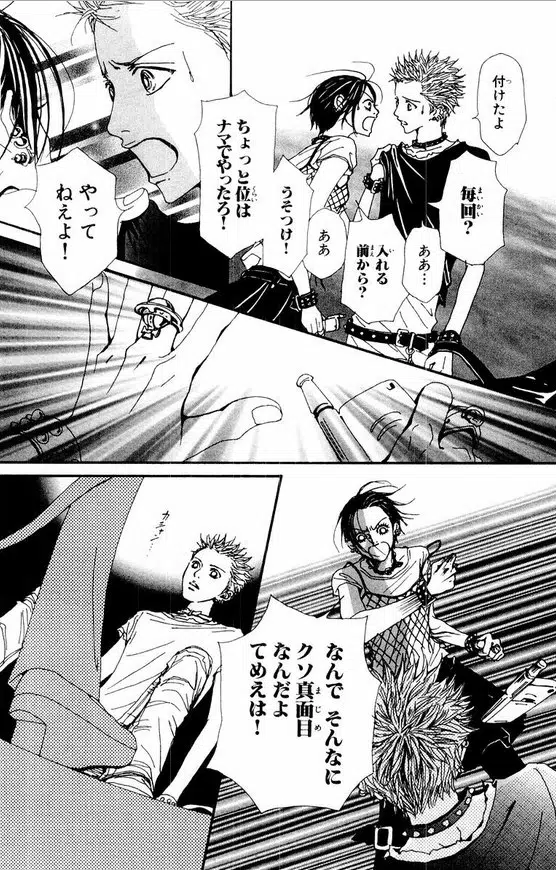 付けたよ
毎回?
ああ…
入れる
前から?
ああ
うそつけ!
ちょっと位は
ナマでやったろ!
やって
ねえよ!
なんで そんなに
クソ真面目
なんだよ
てめえは!
カシャン…